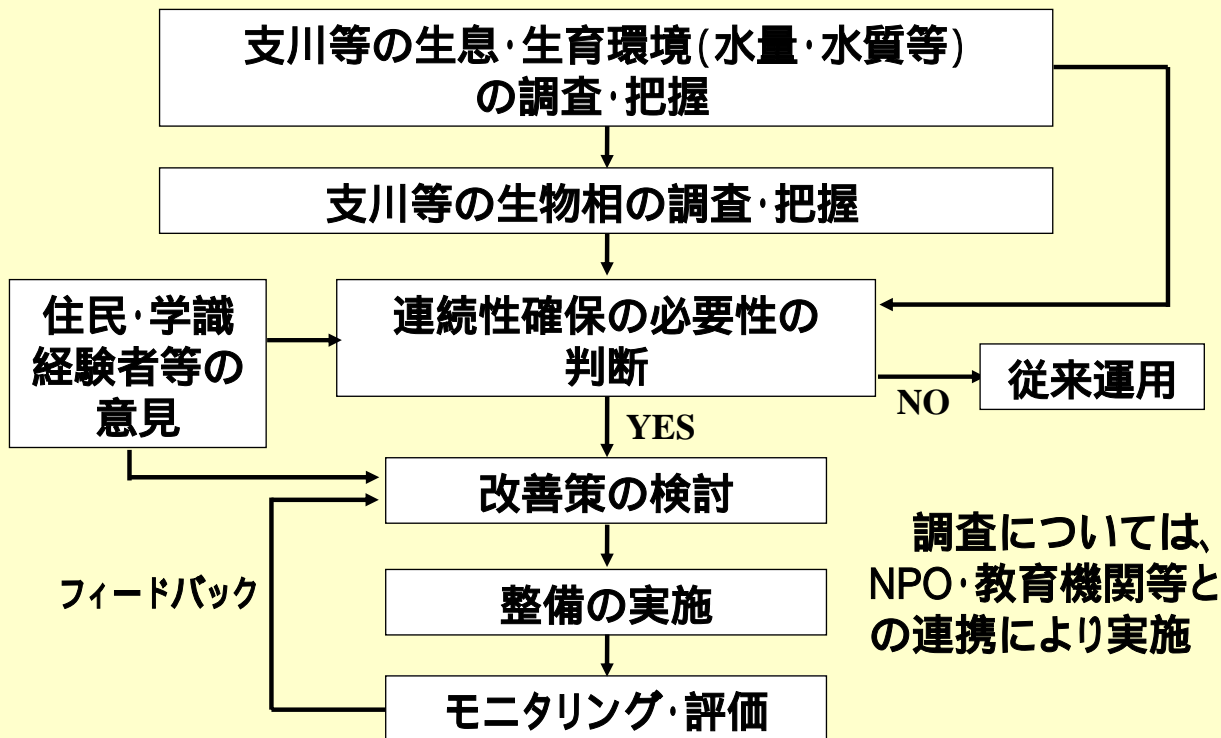 支川等の生息･生育環境(水量･水質等)
の調査･把握
支川等の生物相の調査･把握
住民･学識
経験者等の
意見
連続性確保の必要性の
判断
従来運用
NO
YES
改善策の検討
フィードバック
整備の実施
モニタリング･評価
調査については、
NPO･教育機関等と
の連携により実施